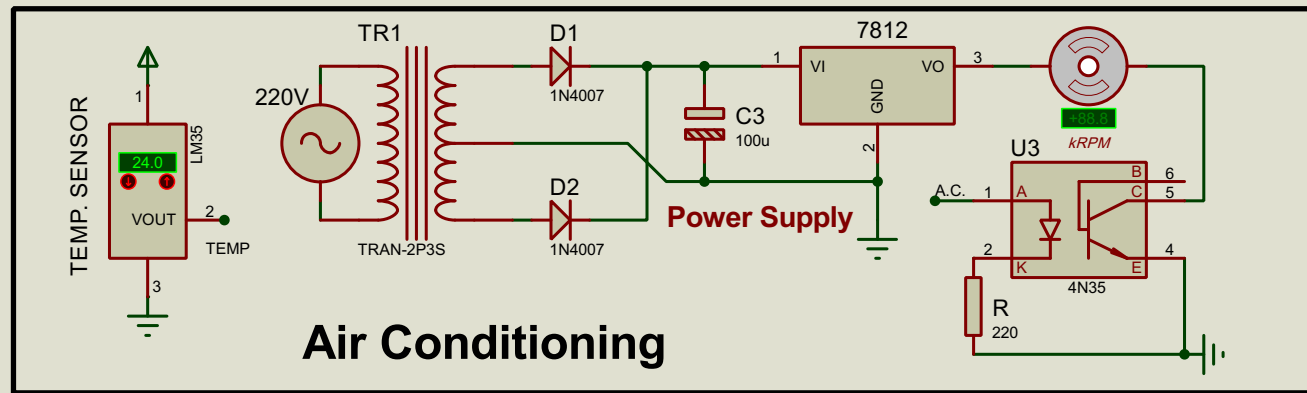 TEMP. SENSOR
1
24.0
LM35
VOUT
2
TEMP
3
220V
TR1
TRAN-2P3S
D1
1N4007
D2
1N4007
C3
100u
Power Supply
7812
1
VI
VO
3
GND
2
+88.8
kRPM
U3
A.C.
1
A
B
6
C
5
2
K
E
4
4N35
R
220
Air Conditioning